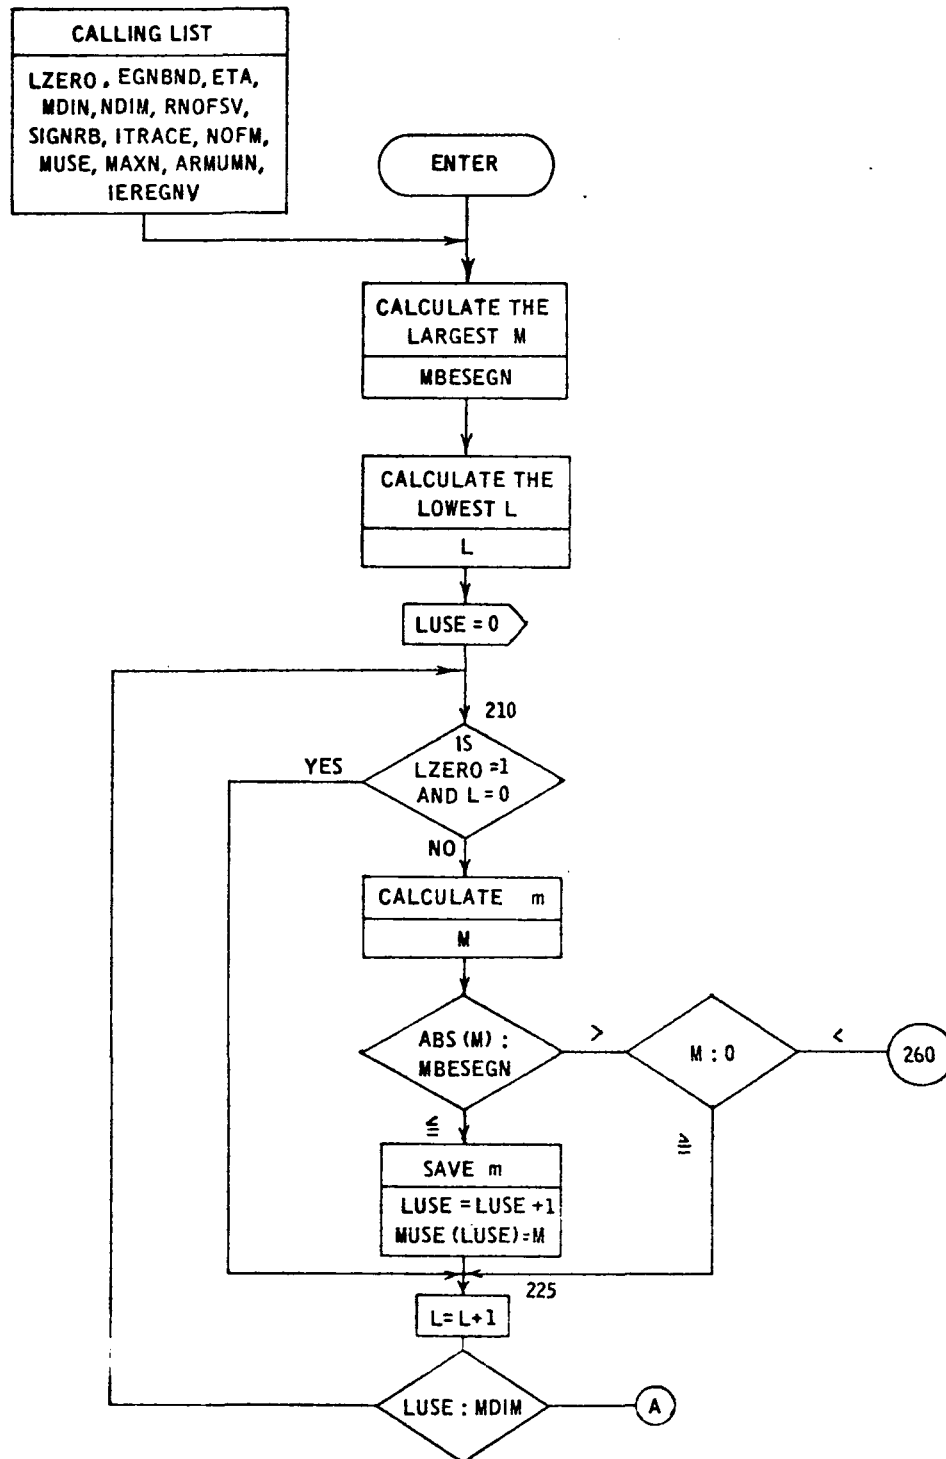 CALLING LIST
LZERO, EGNBND, ETA,
MDIN, NDIM, RNOFSV,
SIGNRB, ITRACE, NOFM,
MUSE, MAXN, ARMUMN,
IEREGNV
ENTER
CALCULATE THE
LARGEST M
MBESEGN
CALCULATE THE
LOWEST L
L
LUSE = 0
210
IS
LZERO =1
AND L = 0
YES
NO
CALCULATE m
M
ABS (M) :
MBESEGN
>
M : 0
<
260
≦
≧
SAVE m
LUSE = LUSE +1
MUSE (LUSE) = M
225
L= L+1
LUSE : MDIM
A